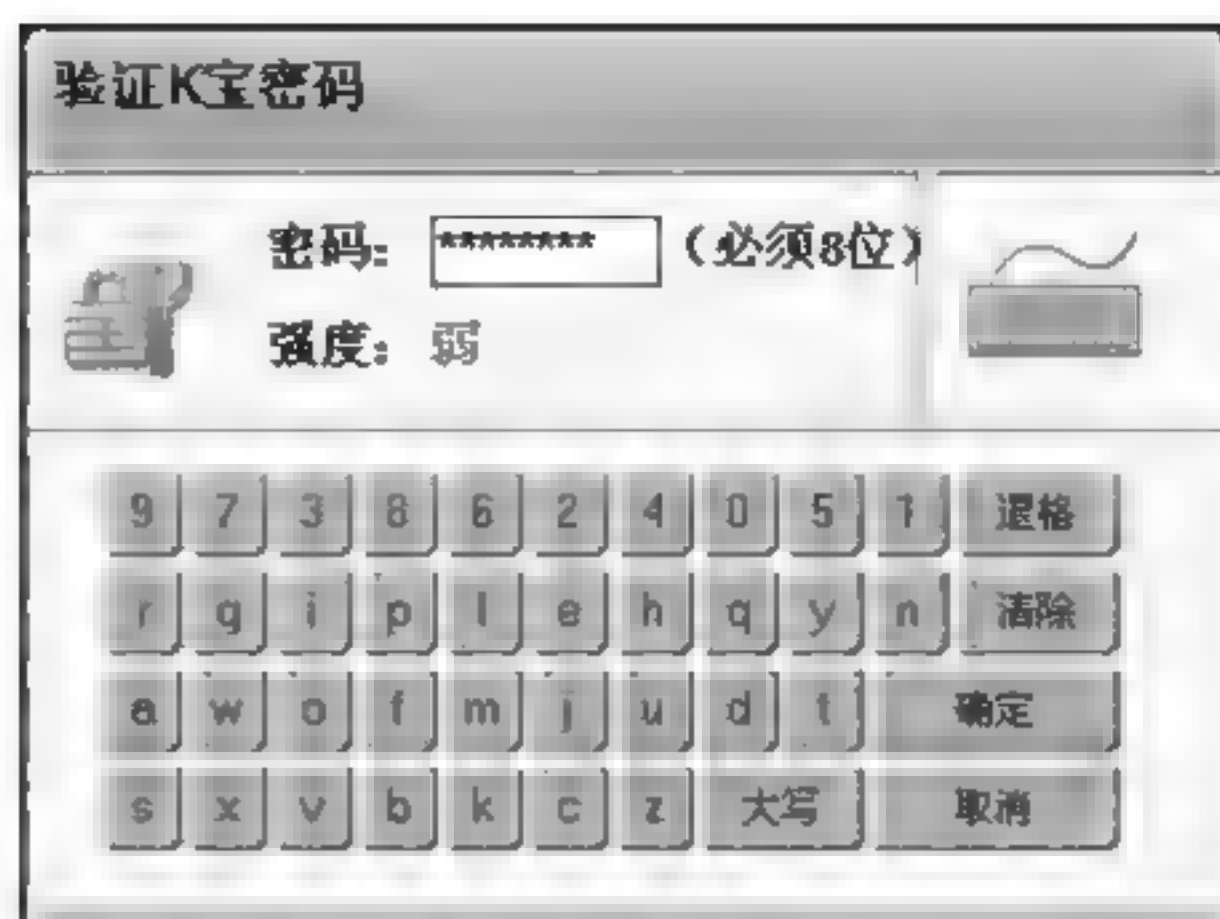 验证K宝密码
密码: ******** (必须8位)
强度: 弱
9 7 3 8 6 2 4 0 5 1 退格
r g i p l e h q y n 清除
a w o f m j u d t 确定
s x v b k c z 大写 取消